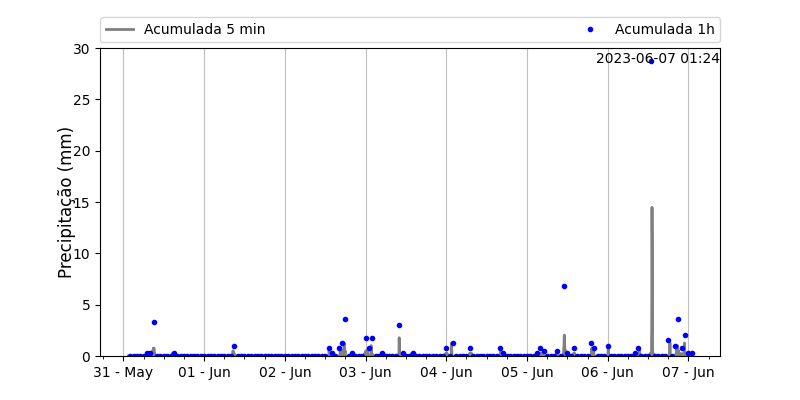 Acumulada 5 min
Acumulada 1h
2023-06-07 01:24
30
25
20
15
10
5
0
Precipitação (mm)
31 - May
01 - Jun
02 - Jun
03 - Jun
04 - Jun
05 - Jun
06 - Jun
07 - Jun